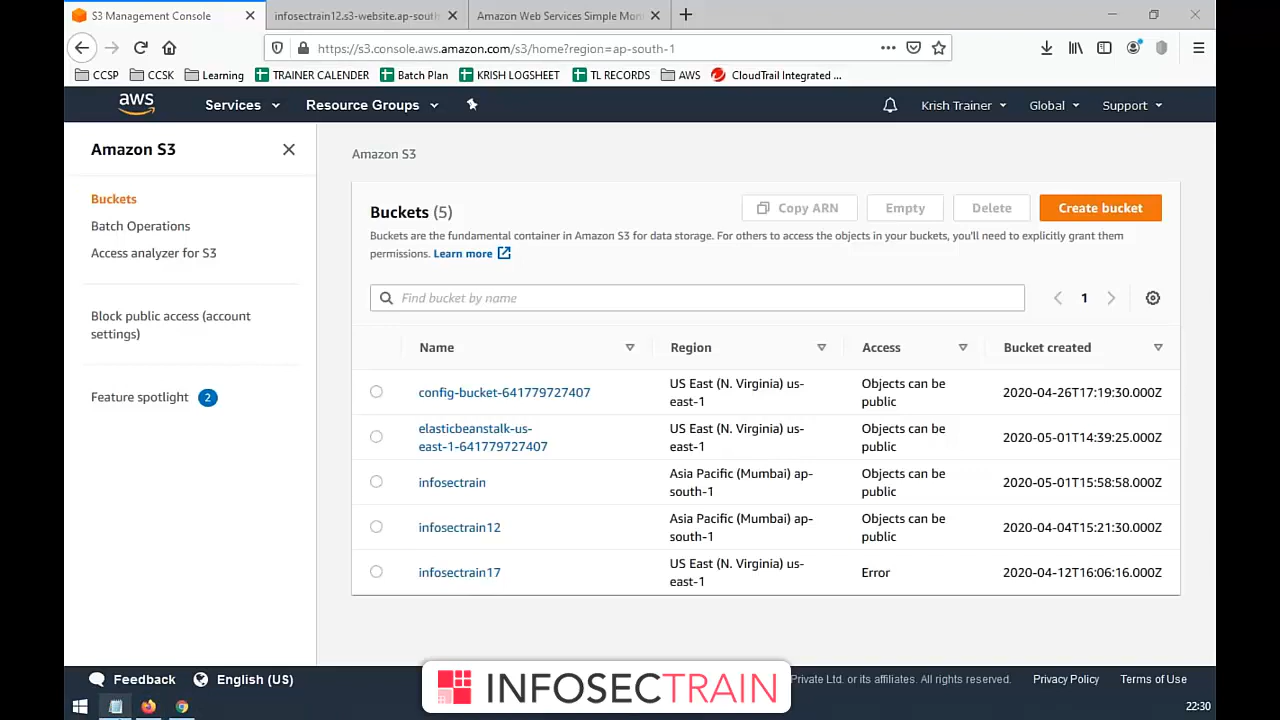 S3 Management Console
infosectrain12.s3-website.ap-south
Amazon Web Services Simple Mon
https://s3.console.aws.amazon.com/s3/home?region=ap-south-1
CCSP
CCSK
Learning
TRAINER CALENDER
Batch Plan
KRISH LOGSHEET
TL RECORDS
AWS
CloudTrail Integrated ...
aws
Services
Resource Groups
Krish Trainer
Global
Support
Amazon S3
Buckets
Batch Operations
Access analyzer for S3
Block public access (account
settings)
Feature spotlight 2
Amazon S3
Buckets (5)
Copy ARN
Empty
Delete
Create bucket
Buckets are the fundamental container in Amazon S3 for data storage. For others to access the objects in your buckets, you'll need to explicitly grant them
permissions. Learn more
Find bucket by name
1
Name
Region
Access
Bucket created
config-bucket-641779727407
US East (N. Virginia) us-
east-1
Objects can be
public
2020-04-26T17:19:30.000Z
elasticbeanstalk-us-
east-1-641779727407
US East (N. Virginia) us-
east-1
Objects can be
public
2020-05-01T14:39:25.000Z
infosectrain
Asia Pacific (Mumbai) ap-
south-1
Objects can be
public
2020-05-01T15:58:58.000Z
infosectrain12
Asia Pacific (Mumbai) ap-
south-1
Objects can be
public
2020-04-04T15:21:30.000Z
infosectrain17
US East (N. Virginia) us-
east-1
Error
2020-04-12T16:06:16.000Z
Feedback
English (US)
INFOSECTRAIN
Private Ltd. or its affiliates. All rights reserved.
Privacy Policy
Terms of Use
22:30